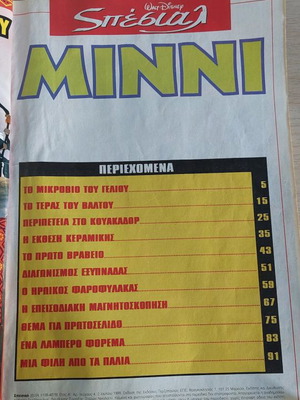 WALT DISNEY
Σπέσιαλ
ΜΙΝΝΙ
ΠΕΡΙΕΧΟΜΕΝΑ
ΤΟ ΜΙΚΡΟΒΙΟ ΤΟΥ ΓΕΛΙΟΥ 5
ΤΟ ΤΕΡΑΣ ΤΟΥ ΒΑΛΤΟΥ 15
ΠΕΡΙΠΕΤΕΙΑ ΣΤΟ ΚΟΥΑΚΑΔΟΡ 25
Η ΕΚΘΕΣΗ ΚΕΡΑΜΙΚΗΣ 35
ΤΟ ΠΡΩΤΟ ΒΡΑΒΕΙΟ 43
ΔΙΑΓΩΝΙΣΜΟΣ ΕΞΥΠΝΑΔΑΣ 51
Ο ΗΡΩΙΚΟΣ ΦΑΡΟΦΥΛΑΚΑΣ 59
Η ΕΠΕΙΣΟΔΙΑΚΗ ΜΑΓΝΗΤΟΣΚΟΠΗΣΗ 67
ΘΕΜΑ ΓΙΑ ΠΡΩΤΟΣΕΛΙΔΟ 75
ΕΝΑ ΛΑΜΠΕΡΟ ΦΟΡΕΜΑ 83
ΜΙΑ ΦΙΛΗ ΑΠΟ ΤΑ ΠΑΛΙΑ 91